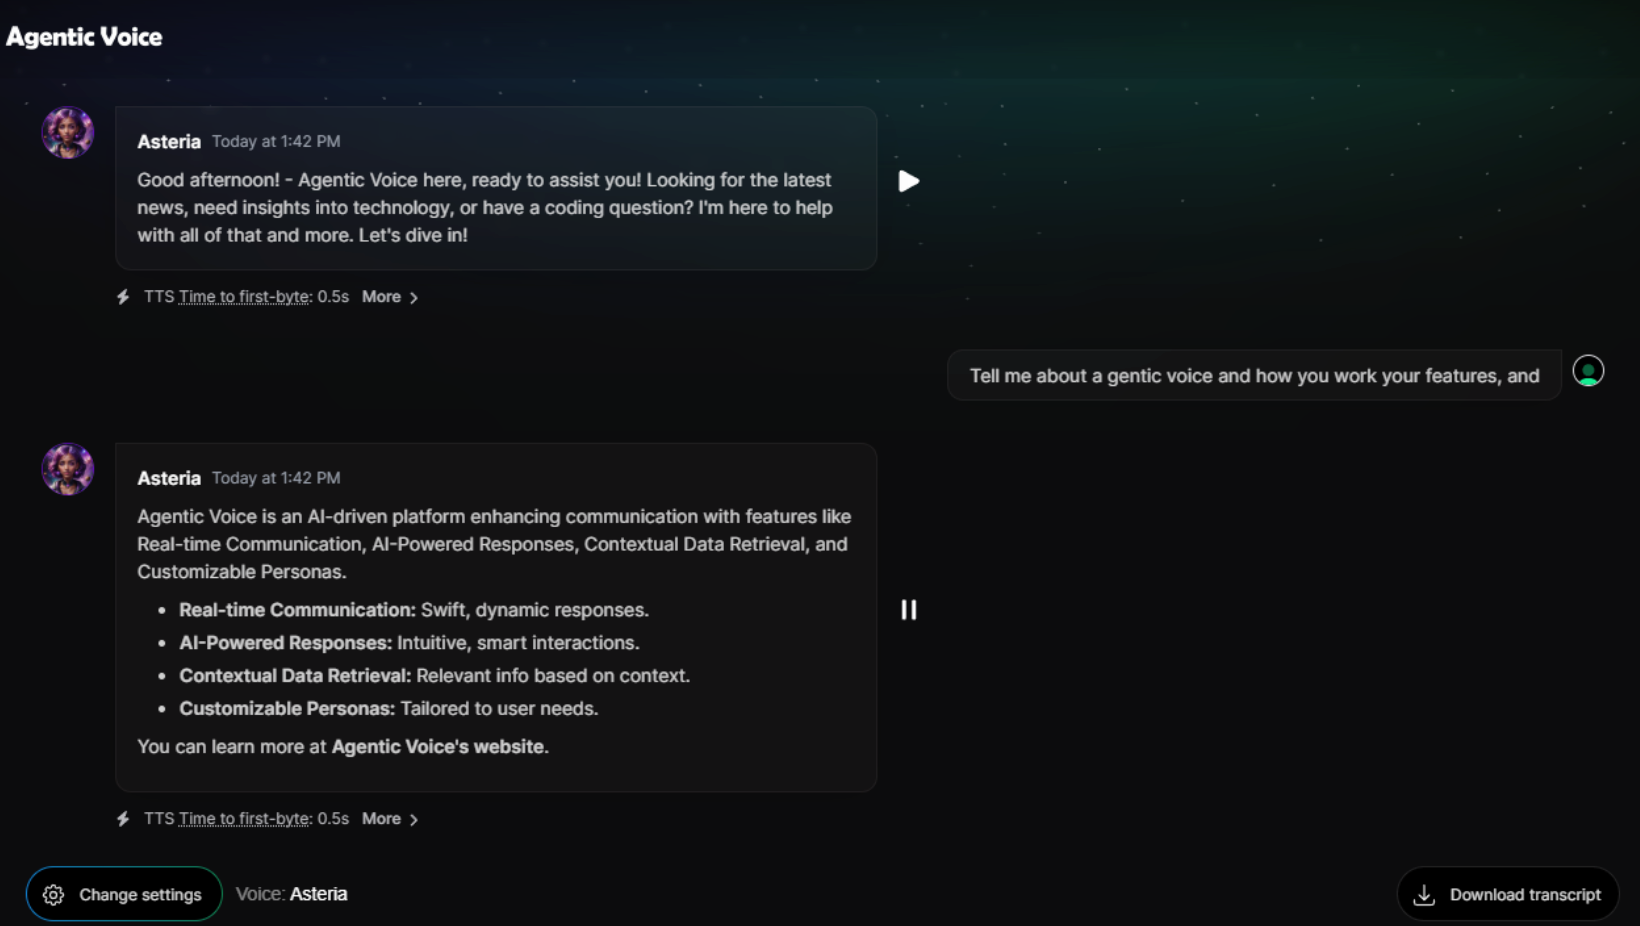 Agentic Voice
Asteria Today at 1:42 PM
Good afternoon! - Agentic Voice here, ready to assist you! Looking for the latest
news, need insights into technology, or have a coding question? I'm here to help
with all of that and more. Let's dive in!
TTS Time to first-byte: 0.5s More
Tell me about a gentic voice and how you work your features, and
Asteria Today at 1:42 PM
Agentic Voice is an AI-driven platform enhancing communication with features like
Real-time Communication, AI-Powered Responses, Contextual Data Retrieval, and
Customizable Personas.
• Real-time Communication: Swift, dynamic responses.
• AI-Powered Responses: Intuitive, smart interactions.
• Contextual Data Retrieval: Relevant info based on context.
• Customizable Personas: Tailored to user needs.
You can learn more at Agentic Voice's website.
TTS Time to first-byte: 0.5s More
Change settings Voice: Asteria Download transcript